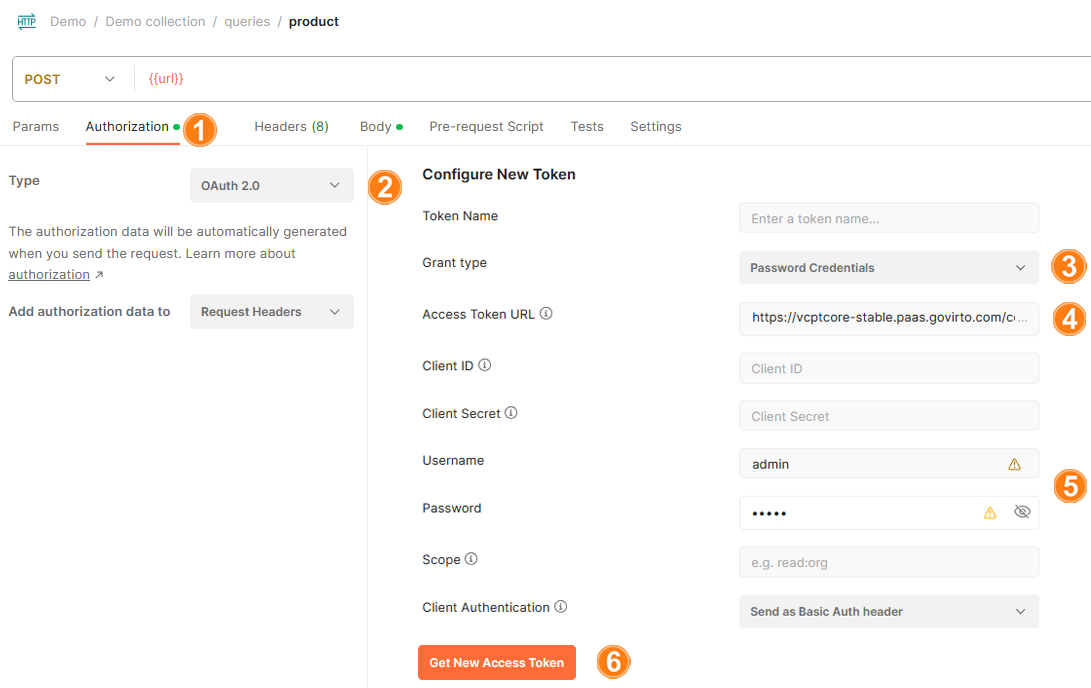 HTTP Demo / Demo collection / queries / product
POST {{url}}
Params Authorization 1 Headers (8) Body Pre-request Script Tests Settings
Type OAuth 2.0 2
The authorization data will be automatically generated
when you send the request. Learn more about
authorization ↗
Add authorization data to Request Headers
Configure New Token
Token Name Enter a token name...
Grant type Password Credentials 3
Access Token URL https://vcptcore-stable.paas.govirto.com/c... 4
Client ID Client ID
Client Secret Client Secret
Username admin
5
Password •••••
Scope e.g. read:org
Client Authentication Send as Basic Auth header
Get New Access Token 6